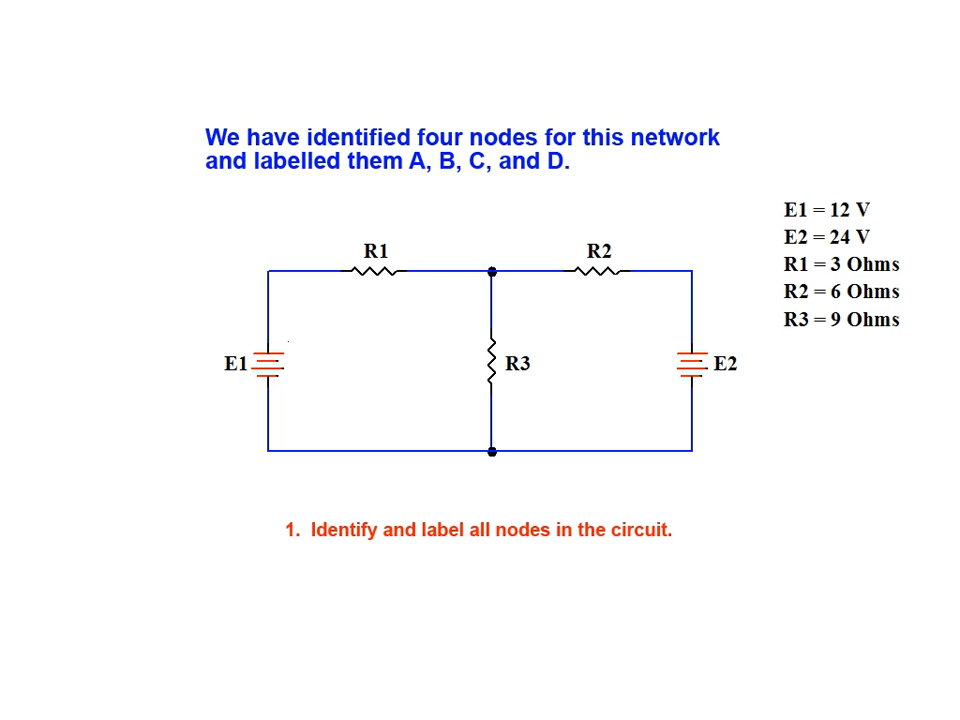 We have identified four nodes for this network
and labelled them A, B, C, and D.
E1 = 12 V
E2 = 24 V
R1 = 3 Ohms
R2 = 6 Ohms
R3 = 9 Ohms
R1
R2
E1
R3
E2
1. Identify and label all nodes in the circuit.